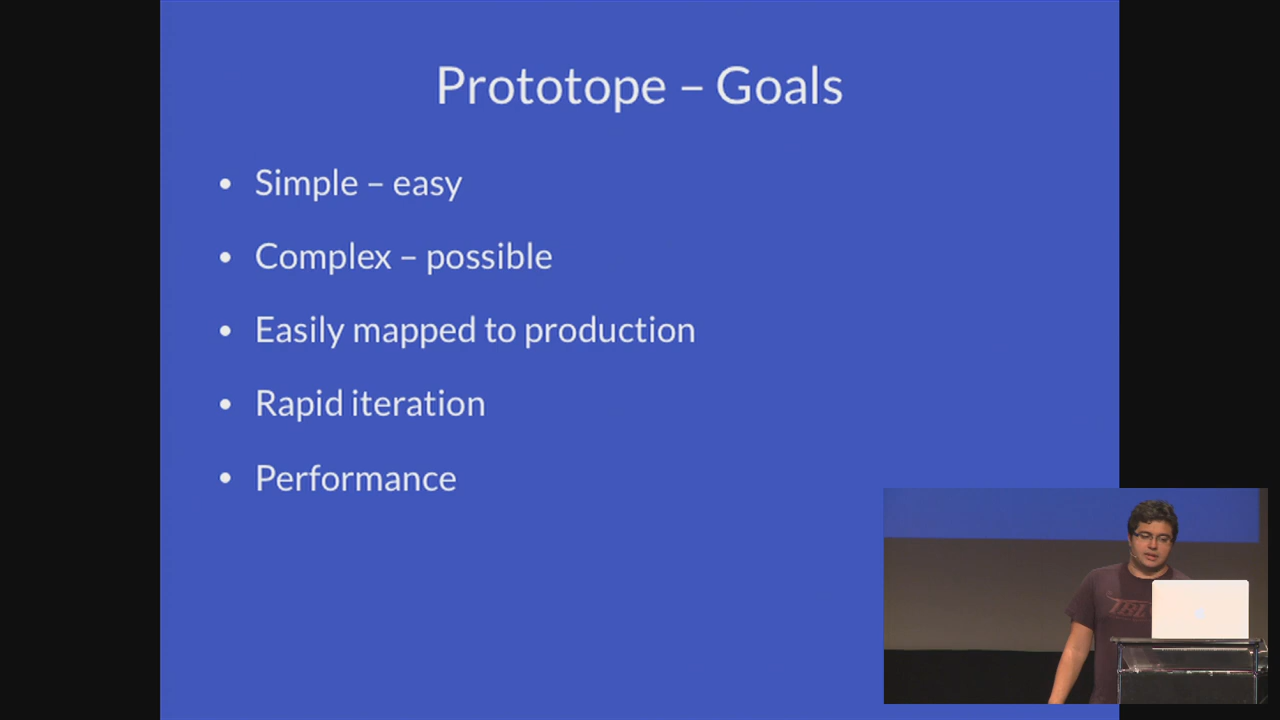 Prototope – Goals
• Simple – easy
• Complex – possible
• Easily mapped to production
• Rapid iteration
• Performance